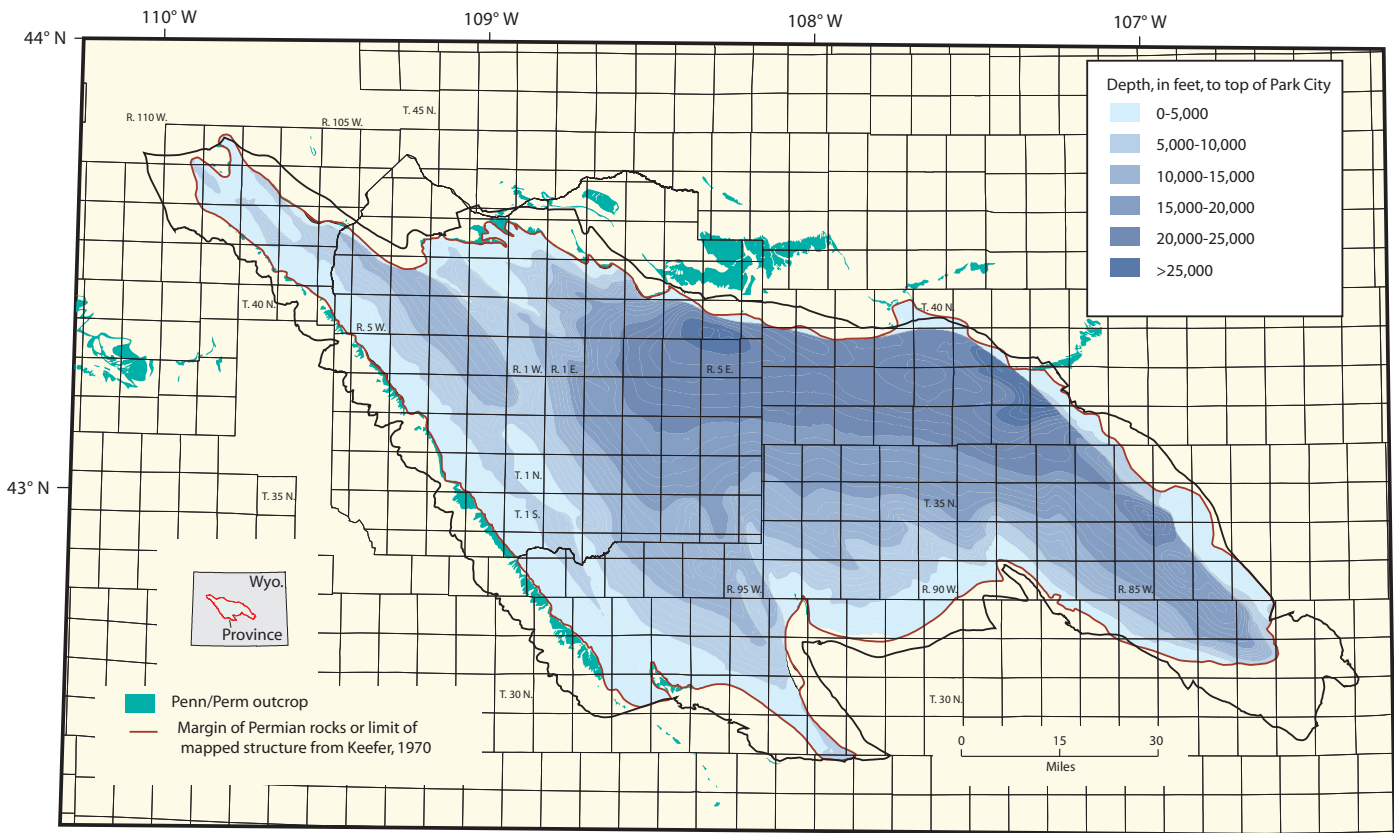 110° W
109° W
108° W
107° W
44° N
Depth, in feet, to top of Park City
0-5,000
5,000-10,000
10,000-15,000
15,000-20,000
20,000-25,000
>25,000
T. 45 N.
R. 110 W.
R. 105 W.
T. 40 N.
T. 40 N.
R. 5 W.
R. 1 W.
R. 1 E.
R. 5 E.
T. 1 N.
43° N
T. 35 N.
T. 35 N.
T. 1 S.
R. 95 W.
R. 90 W.
R. 85 W.
Wyo.
Province
T. 30 N.
T. 30 N.
Penn/Perm outcrop
Margin of Permian rocks or limit of
mapped structure from Keefer, 1970
0
15
30
Miles